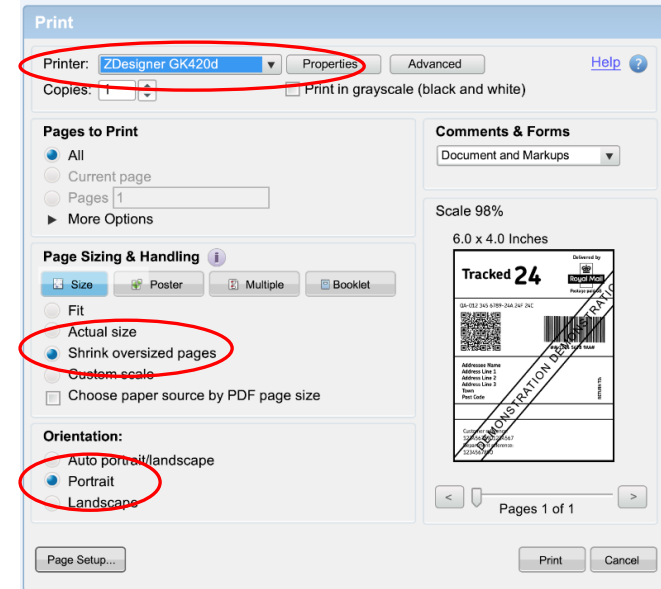 Print
Printer: ZDesigner GK420d Properties Advanced Help ?
Copies: 1 Print in grayscale (black and white)
Pages to Print
All
Current page
Pages 1
More Options
Comments & Forms
Document and Markups
Scale 98%
6.0 x 4.0 Inches
Page Sizing & Handling i
Size Poster Multiple Booklet
Fit
Actual size
Shrink oversized pages
Custom scale
Choose paper source by PDF page size
Orientation:
Auto portrait/landscape
Portrait
Landscape
Delivered by
Tracked 24
Royal Mail
Addressee Name
Address Line 1
Address Line 2
Address Line 3
Town
Post Code
DEMONSTRATION DEMONSTRATIO
< >
Pages 1 of 1
Page Setup... Print Cancel